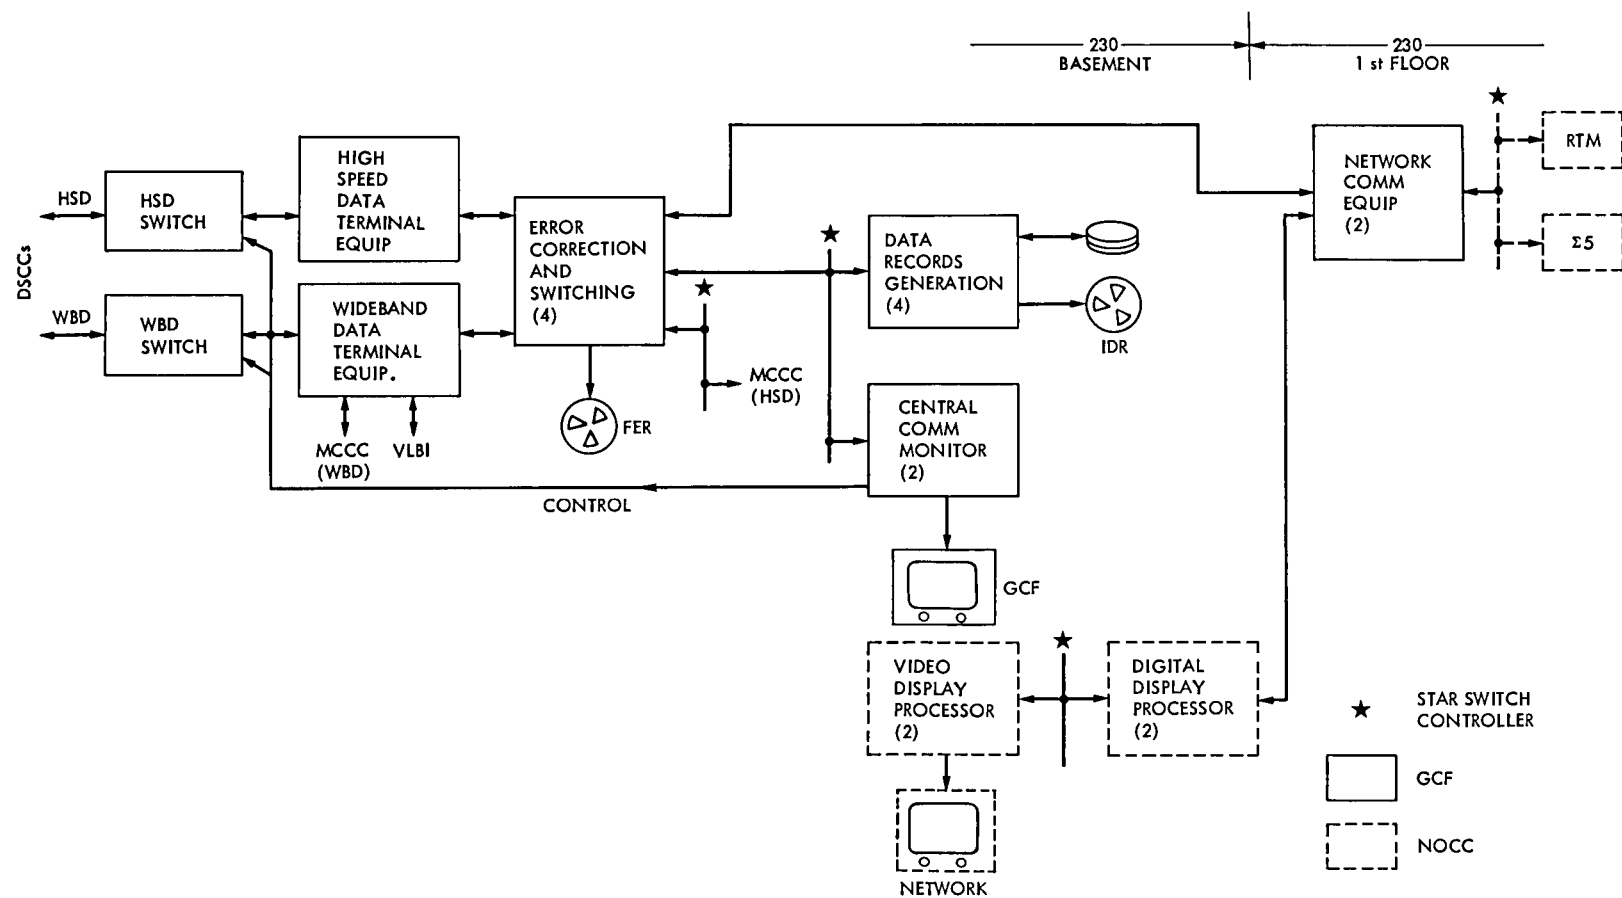 230
BASEMENT
230
1 st FLOOR
DSCCs
HSD
HSD
SWITCH
HIGH
SPEED
DATA
TERMINAL
EQUIP
WBD
WBD
SWITCH
WIDEBAND
DATA
TERMINAL
EQUIP.
MCCC
(WBD)
VLBI
ERROR
CORRECTION
AND
SWITCHING
(4)
FER
MCCC
(HSD)
DATA
RECORDS
GENERATION
(4)
IDR
CENTRAL
COMM
MONITOR
(2)
CONTROL
GCF
NETWORK
COMM
EQUIP
(2)
RTM
Σ5
VIDEO
DISPLAY
PROCESSOR
(2)
DIGITAL
DISPLAY
PROCESSOR
(2)
NETWORK
STAR SWITCH
CONTROLLER
GCF
NOCC